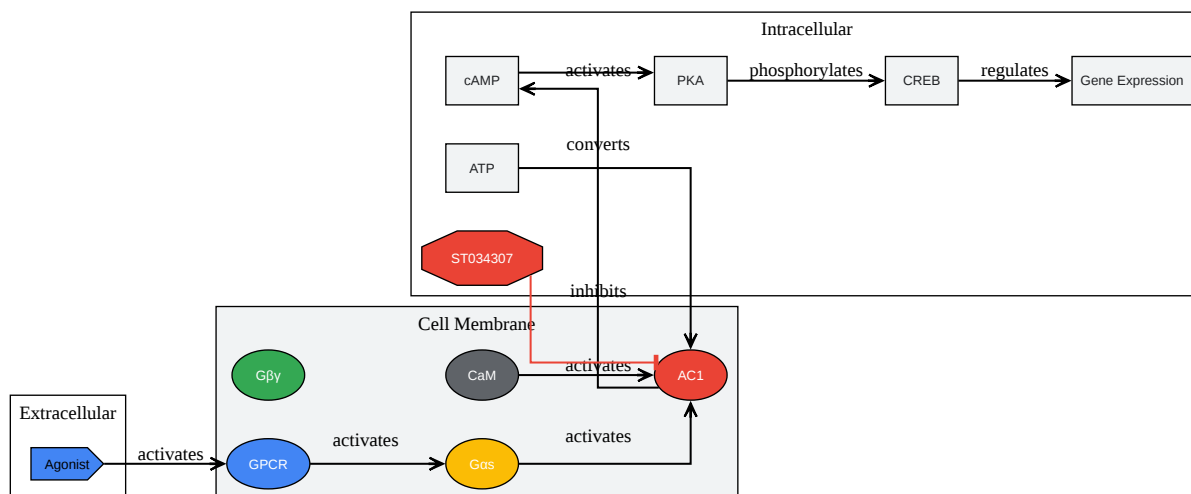 Intracellular
cAMP
activates
PKA
phosphorylates
CREB
regulates
Gene Expression
converts
ATP
ST034307
inhibits
Cell Membrane
Gβγ
CaM
activates
AC1
Extracellular
Agonist
activates
GPCR
activates
Gαs
activates